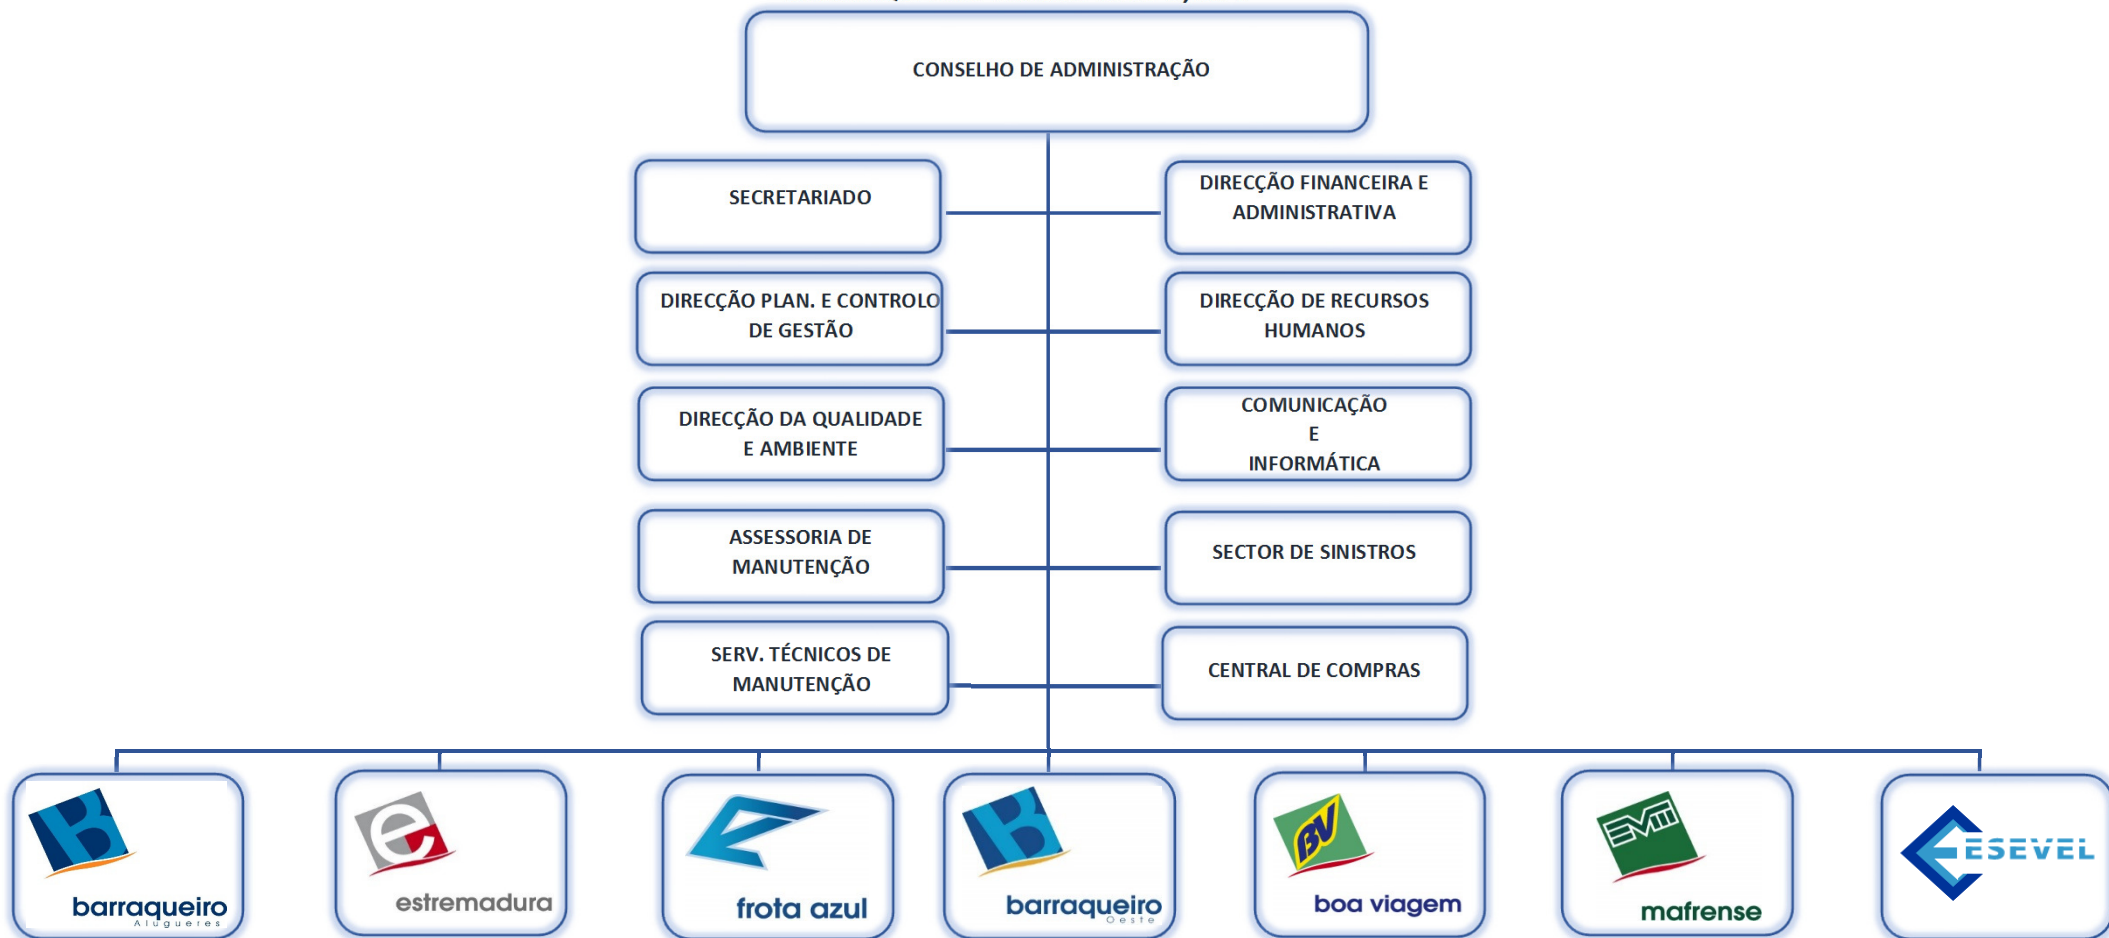 CONSELHO DE ADMINISTRAÇÃO
SECRETARIADO
DIRECÇÃO FINANCEIRA E
ADMINISTRATIVA
DIRECÇÃO PLAN. E CONTROLO
DE GESTÃO
DIRECÇÃO DE RECURSOS
HUMANOS
DIRECÇÃO DA QUALIDADE
E AMBIENTE
COMUNICAÇÃO
E
INFORMÁTICA
ASSESSORIA DE
MANUTENÇÃO
SECTOR DE SINISTROS
SERV. TÉCNICOS DE
MANUTENÇÃO
CENTRAL DE COMPRAS
B
barraqueiro
Alugueres
e
estremadura
frota azul
B
barraqueiro
Oeste
BV
boa viagem
EVM
mafrense
ESEVEL